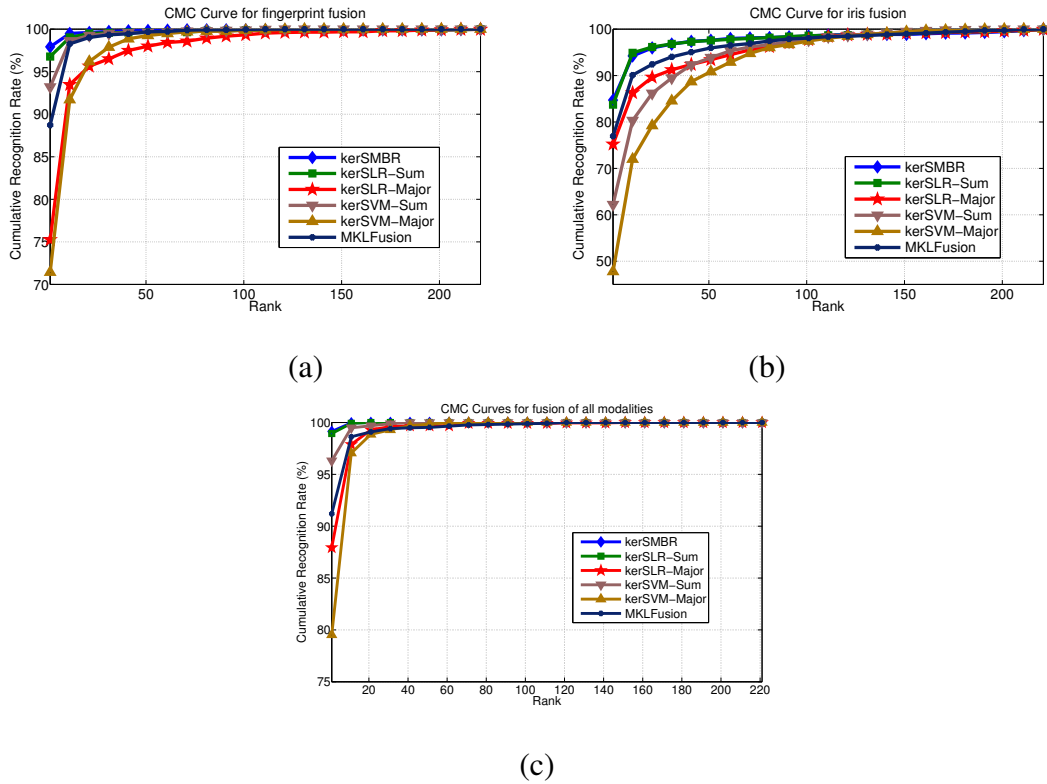 CMC Curve for fingerprint fusion
Cumulative Recognition Rate (%)
100
95
90
85
80
75
70
50
100
150
200
Rank
kerSMBR
kerSLR-Sum
kerSLR-Major
kerSVM-Sum
kerSVM-Major
MKLFusion
(a)
CMC Curve for iris fusion
Cumulative Recognition Rate (%)
100
90
80
70
60
50
50
100
150
200
Rank
kerSMBR
kerSLR-Sum
kerSLR-Major
kerSVM-Sum
kerSVM-Major
MKLFusion
(b)
CMC Curves for fusion of all modalities
Cumulative Recognition Rate (%)
100
95
90
85
80
75
20
40
60
80
100
120
140
160
180
200
220
Rank
kerSMBR
kerSLR-Sum
kerSLR-Major
kerSVM-Sum
kerSVM-Major
MKLFusion
(c)